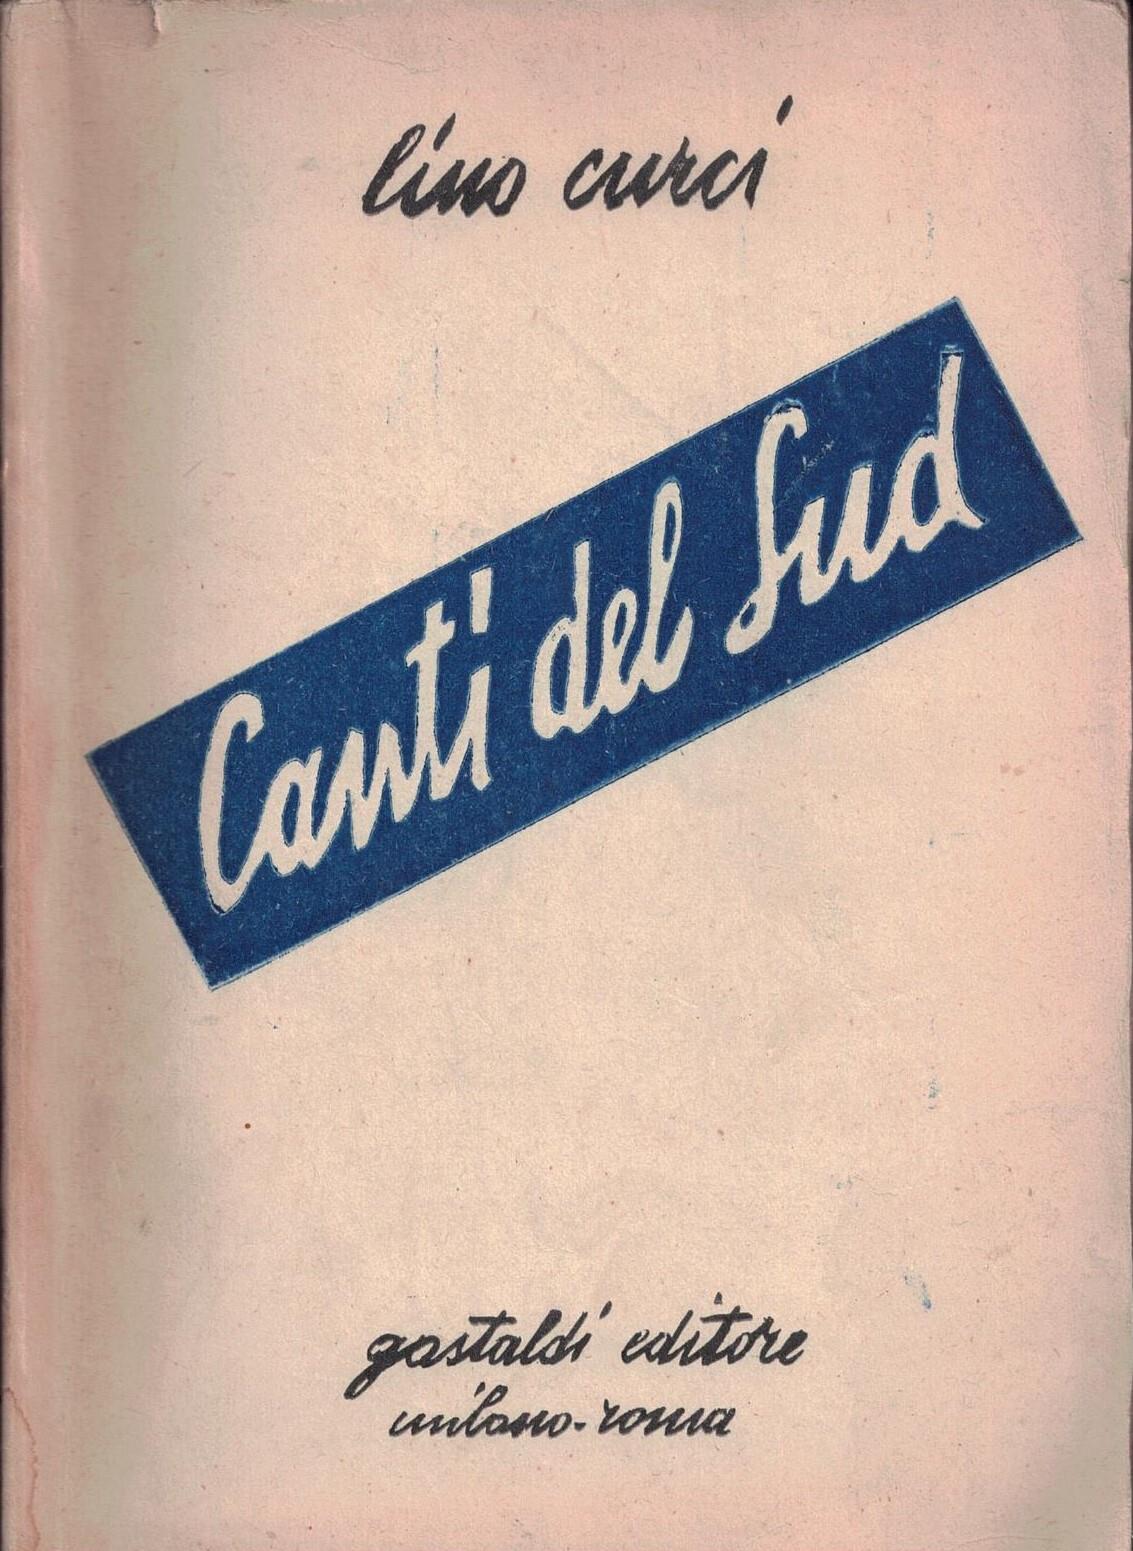 lino curci
Canti del Sud
gastaldi editore
milano-roma